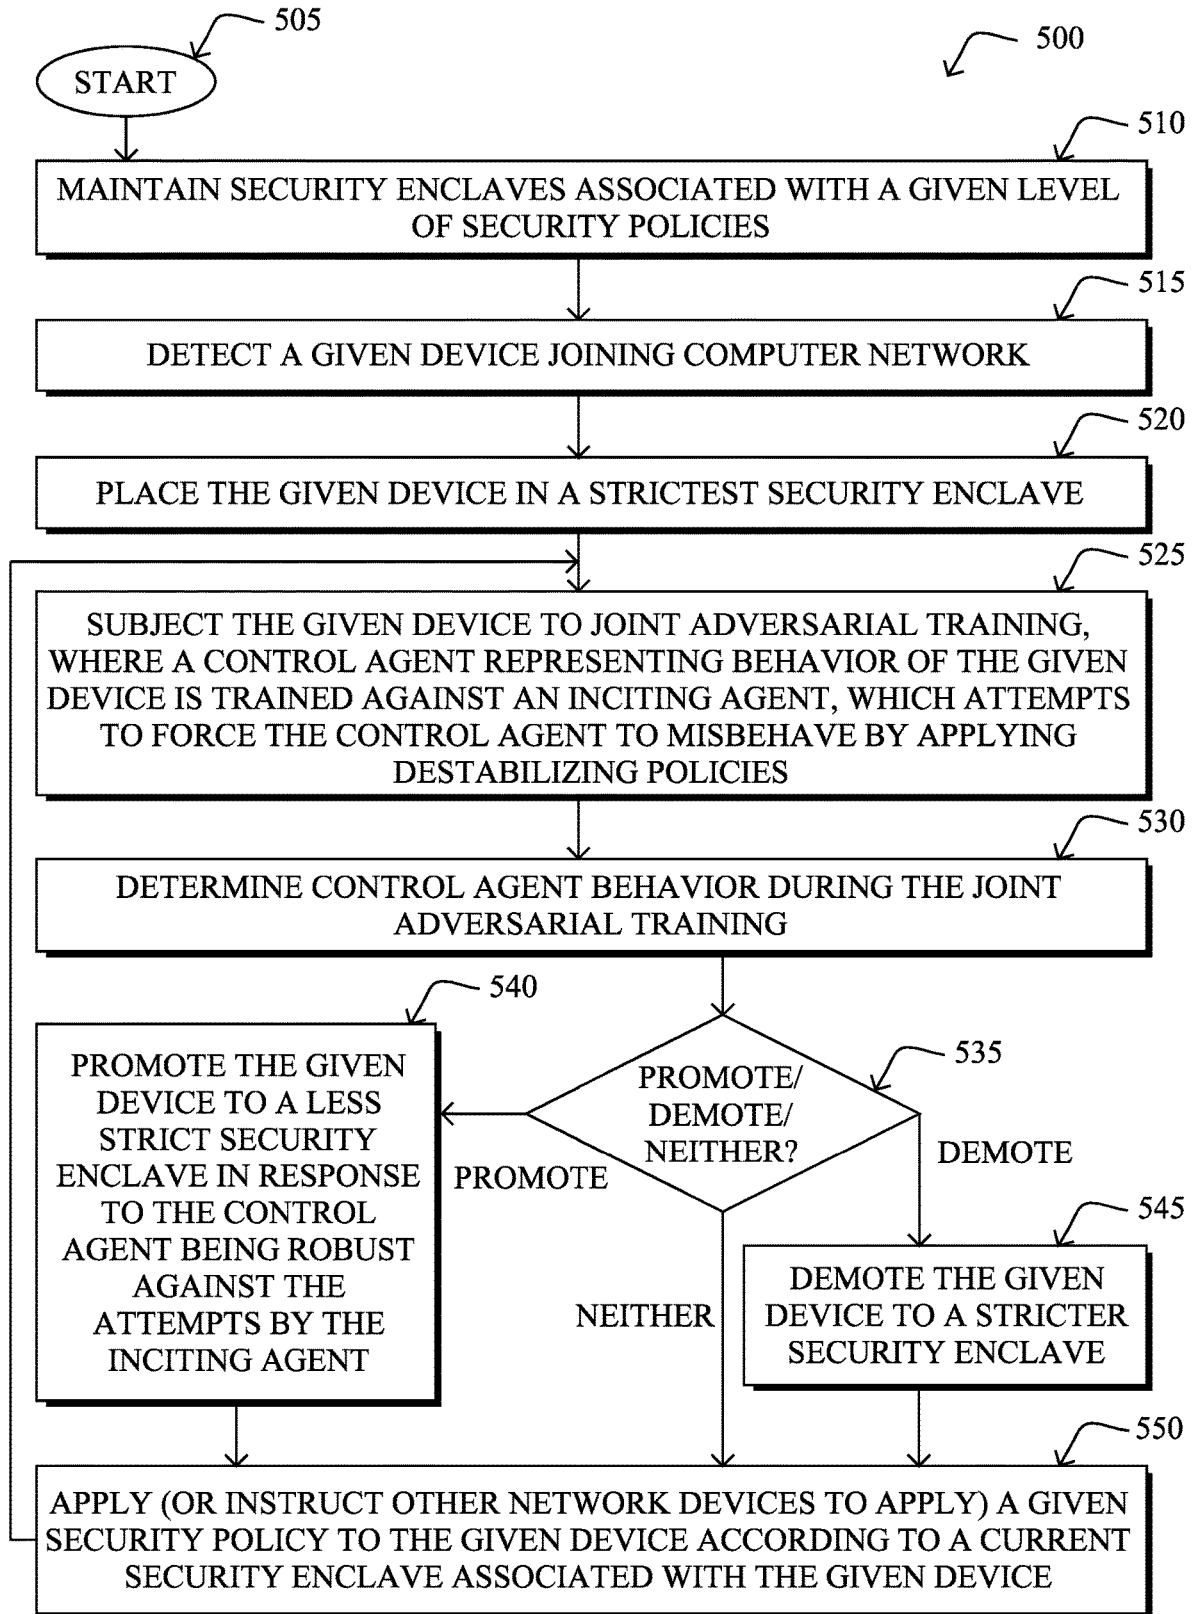 505
500
START
510
MAINTAIN SECURITY ENCLAVES ASSOCIATED WITH A GIVEN LEVEL
OF SECURITY POLICIES
515
DETECT A GIVEN DEVICE JOINING COMPUTER NETWORK
520
PLACE THE GIVEN DEVICE IN A STRICTEST SECURITY ENCLAVE
525
SUBJECT THE GIVEN DEVICE TO JOINT ADVERSARIAL TRAINING,
WHERE A CONTROL AGENT REPRESENTING BEHAVIOR OF THE GIVEN
DEVICE IS TRAINED AGAINST AN INCITING AGENT, WHICH ATTEMPTS
TO FORCE THE CONTROL AGENT TO MISBEHAVE BY APPLYING
DESTABILIZING POLICIES
530
DETERMINE CONTROL AGENT BEHAVIOR DURING THE JOINT
ADVERSARIAL TRAINING
540
PROMOTE THE GIVEN
DEVICE TO A LESS
STRICT SECURITY
ENCLAVE IN RESPONSE
TO THE CONTROL
AGENT BEING ROBUST
AGAINST THE
ATTEMPTS BY THE
INCITING AGENT
535
PROMOTE/
DEMOTE/
NEITHER?
PROMOTE
DEMOTE
NEITHER
545
DEMOTE THE GIVEN
DEVICE TO A STRICTER
SECURITY ENCLAVE
550
APPLY (OR INSTRUCT OTHER NETWORK DEVICES TO APPLY) A GIVEN
SECURITY POLICY TO THE GIVEN DEVICE ACCORDING TO A CURRENT
SECURITY ENCLAVE ASSOCIATED WITH THE GIVEN DEVICE